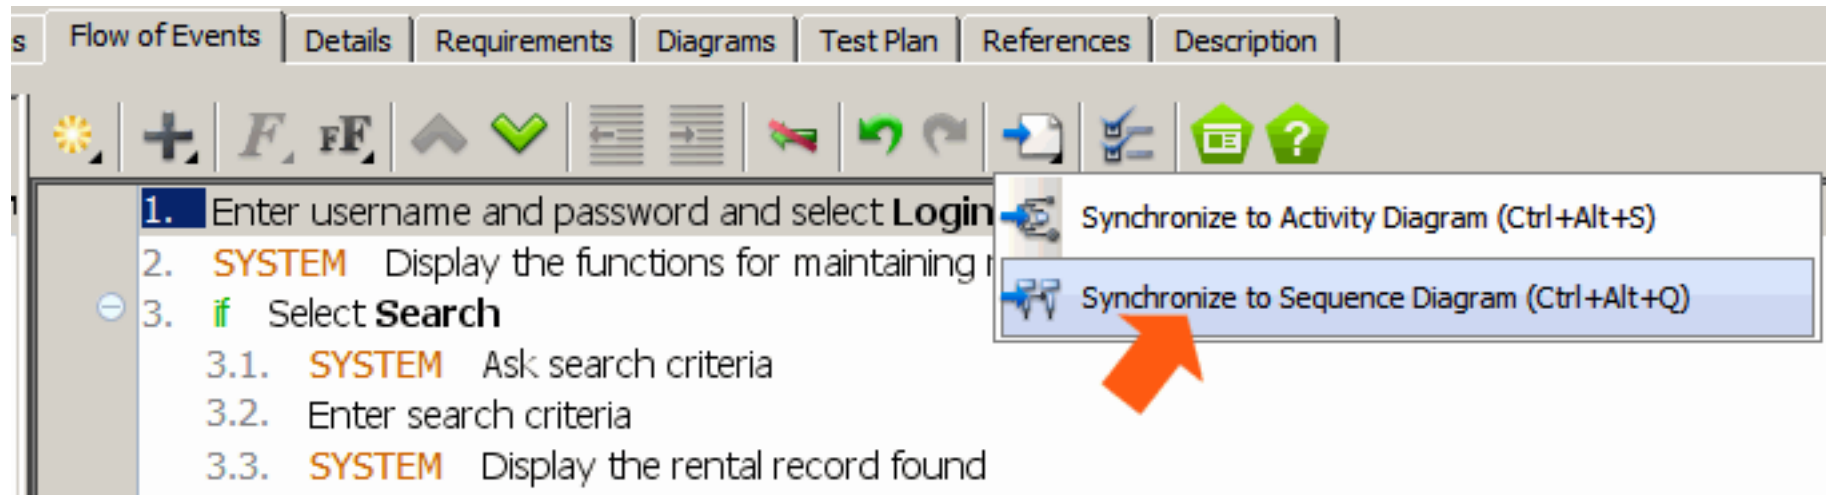 s Flow of Events Details Requirements Diagrams Test Plan References Description
F FF ?
1. Enter username and password and select Login
Synchronize to Activity Diagram (Ctrl+Alt+S)
2. SYSTEM Display the functions for maintaining
Synchronize to Sequence Diagram (Ctrl+Alt+Q)
3. if Select Search
3.1. SYSTEM Ask search criteria
3.2. Enter search criteria
3.3. SYSTEM Display the rental record found